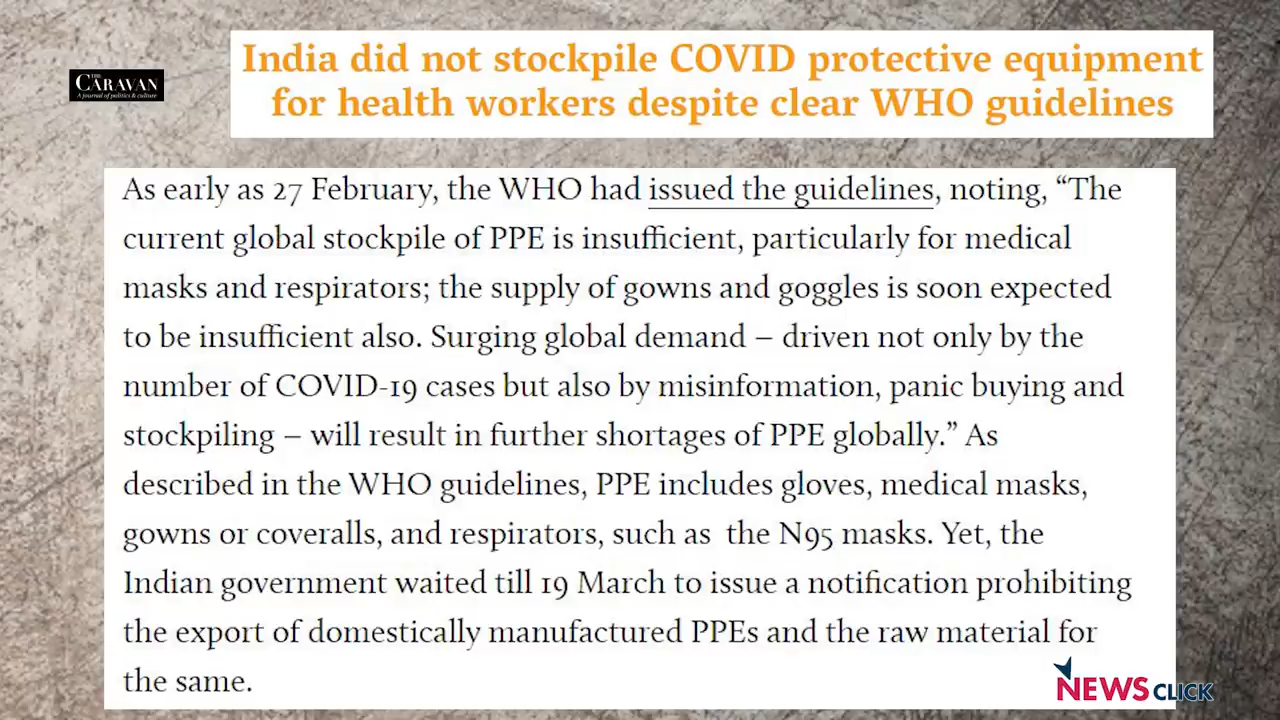 India did not stockpile COVID protective equipment
for health workers despite clear WHO guidelines
THE
CARAVAN
A journal of politics & culture
As early as 27 February, the WHO had issued the guidelines, noting, “The
current global stockpile of PPE is insufficient, particularly for medical
masks and respirators; the supply of gowns and goggles is soon expected
to be insufficient also. Surging global demand – driven not only by the
number of COVID-19 cases but also by misinformation, panic buying and
stockpiling – will result in further shortages of PPE globally.” As
described in the WHO guidelines, PPE includes gloves, medical masks,
gowns or coveralls, and respirators, such as the N95 masks. Yet, the
Indian government waited till 19 March to issue a notification prohibiting
the export of domestically manufactured PPEs and the raw material for
the same.
NEWSCLICK